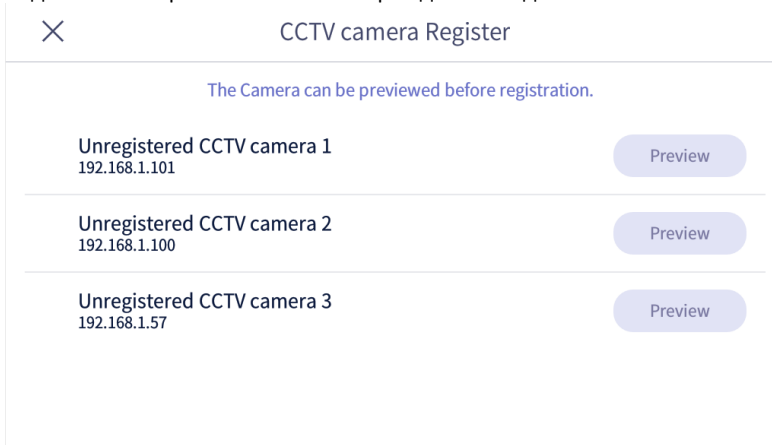 CCTV camera Register
The Camera can be previewed before registration.
Unregistered CCTV camera 1
192.168.1.101
Preview
Unregistered CCTV camera 2
192.168.1.100
Preview
Unregistered CCTV camera 3
192.168.1.57
Preview